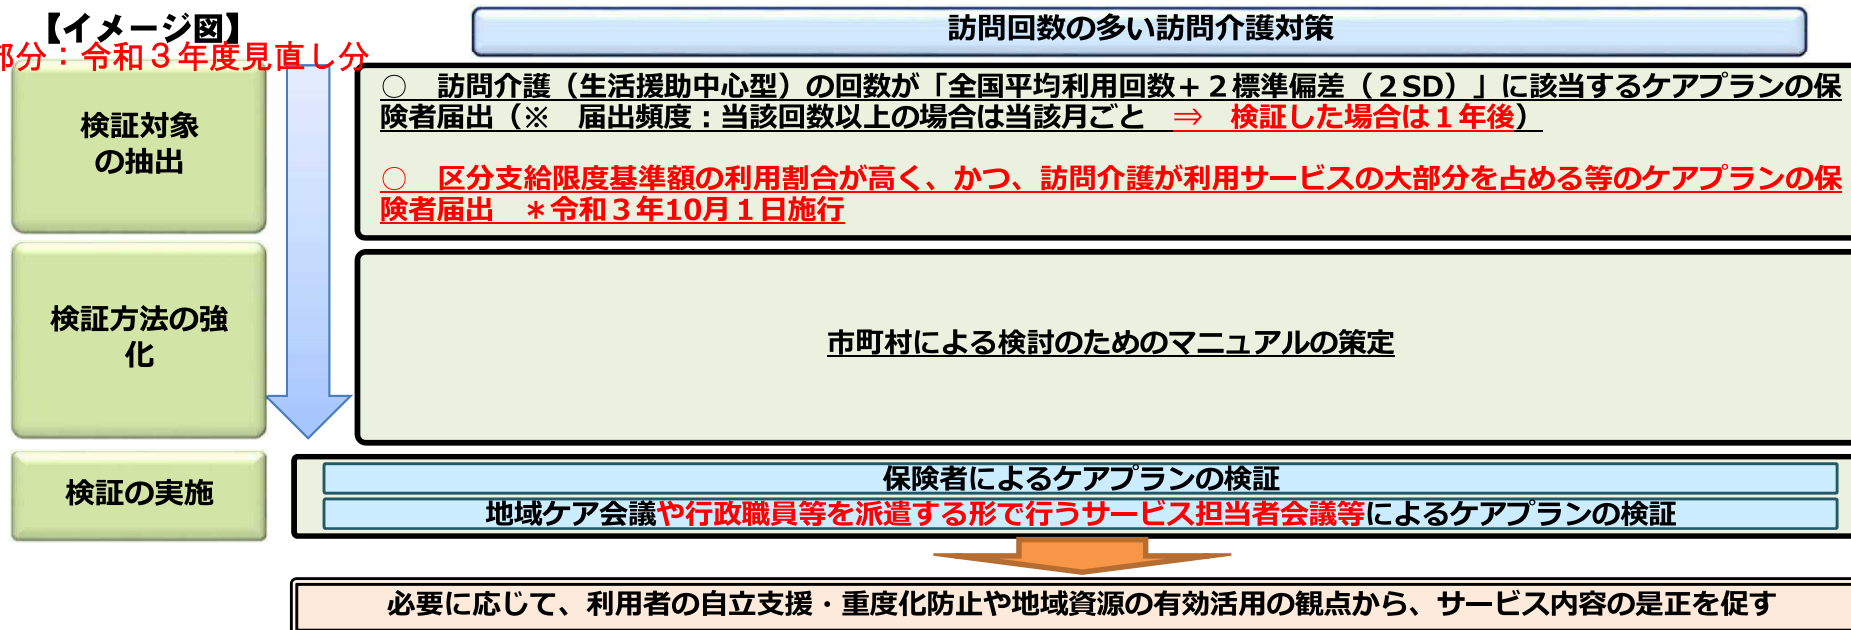 【イメージ図】
部分：令和３年度見直し分
訪問回数の多い訪問介護対策
検証対象
の抽出
○　訪問介護（生活援助中心型）の回数が「全国平均利用回数＋２標準偏差（２SD）」に該当するケアプランの保
険者届出（※　届出頻度：当該回数以上の場合は当該月ごと　⇒　検証した場合は１年後）
○　区分支給限度基準額の利用割合が高く、かつ、訪問介護が利用サービスの大部分を占める等のケアプランの保
険者届出　＊令和３年10月１日施行
検証方法の強
化
市町村による検討のためのマニュアルの策定
検証の実施
保険者によるケアプランの検証
地域ケア会議や行政職員等を派遣する形で行うサービス担当者会議等によるケアプランの検証
必要に応じて、利用者の自立支援・重度化防止や地域資源の有効活用の観点から、サービス内容の是正を促す